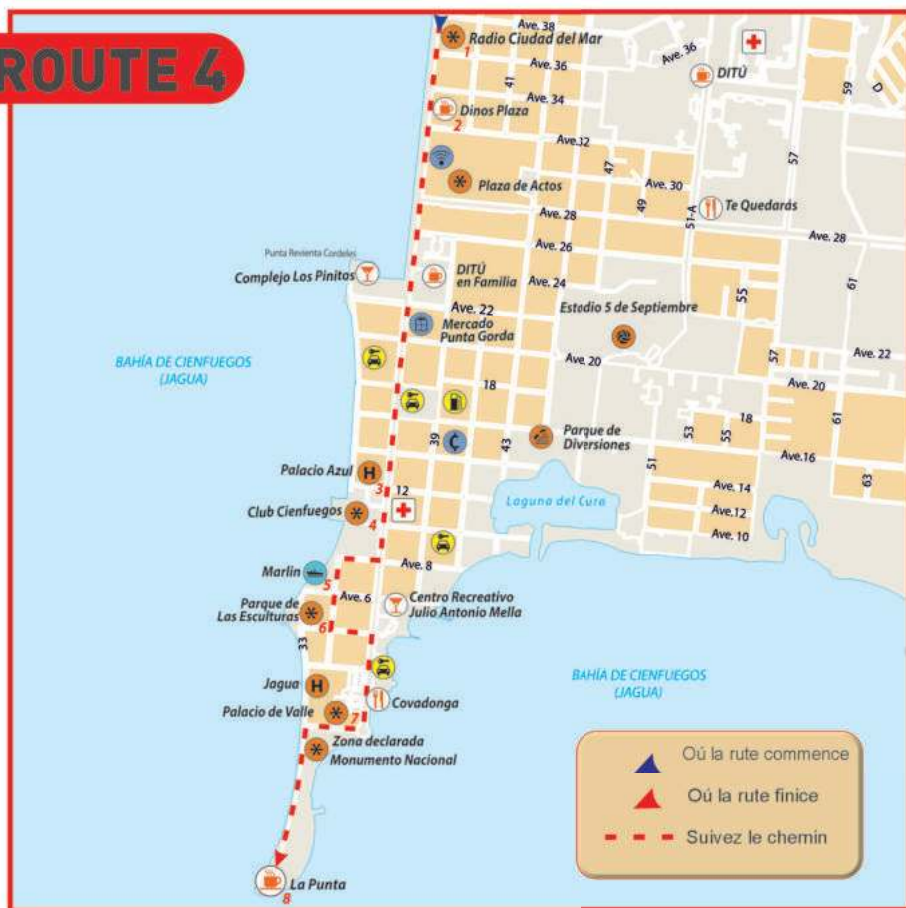 ROUTE 4
Ave. 38
Radio Ciudad del Mar
1
Ave. 36
Ave. 36
DITÚ
41
Ave. 34
59
D
Dinos Plaza
2
Ave. 32
57
47
Plaza de Actos
Ave. 30
49
51-A
Te Quedarás
Ave. 28
Ave. 28
Ave. 26
Punta Revienta Cordeles
Complejo Los Pinitos
DITÚ
en Familia
Ave. 24
61
55
Ave. 22
Estadio 5 de Septiembre
Mercado
Punta Gorda
BAHÍA DE CIENFUEGOS
(JAGUA)
Ave. 20
57
Ave. 22
Ave. 20
18
18
39
43
Parque de
Diversiones
53
55
61
Ave.16
Palacio Azul
H
3
51
63
12
Ave. 14
Laguna del Cura
Club Cienfuegos
4
Ave.12
Ave. 10
Ave. 8
Marlin
5
Ave. 6
Centro Recreativo
Julio Antonio Mella
Parque de
Las Esculturas
6
33
Jagua
H
BAHÍA DE CIENFUEGOS
(JAGUA)
Covadonga
Palacio de Valle
7
Zona declarada
Monumento Nacional
La Punta
8
Oú la rute commence
Oú la rute finice
Suivez le chemin